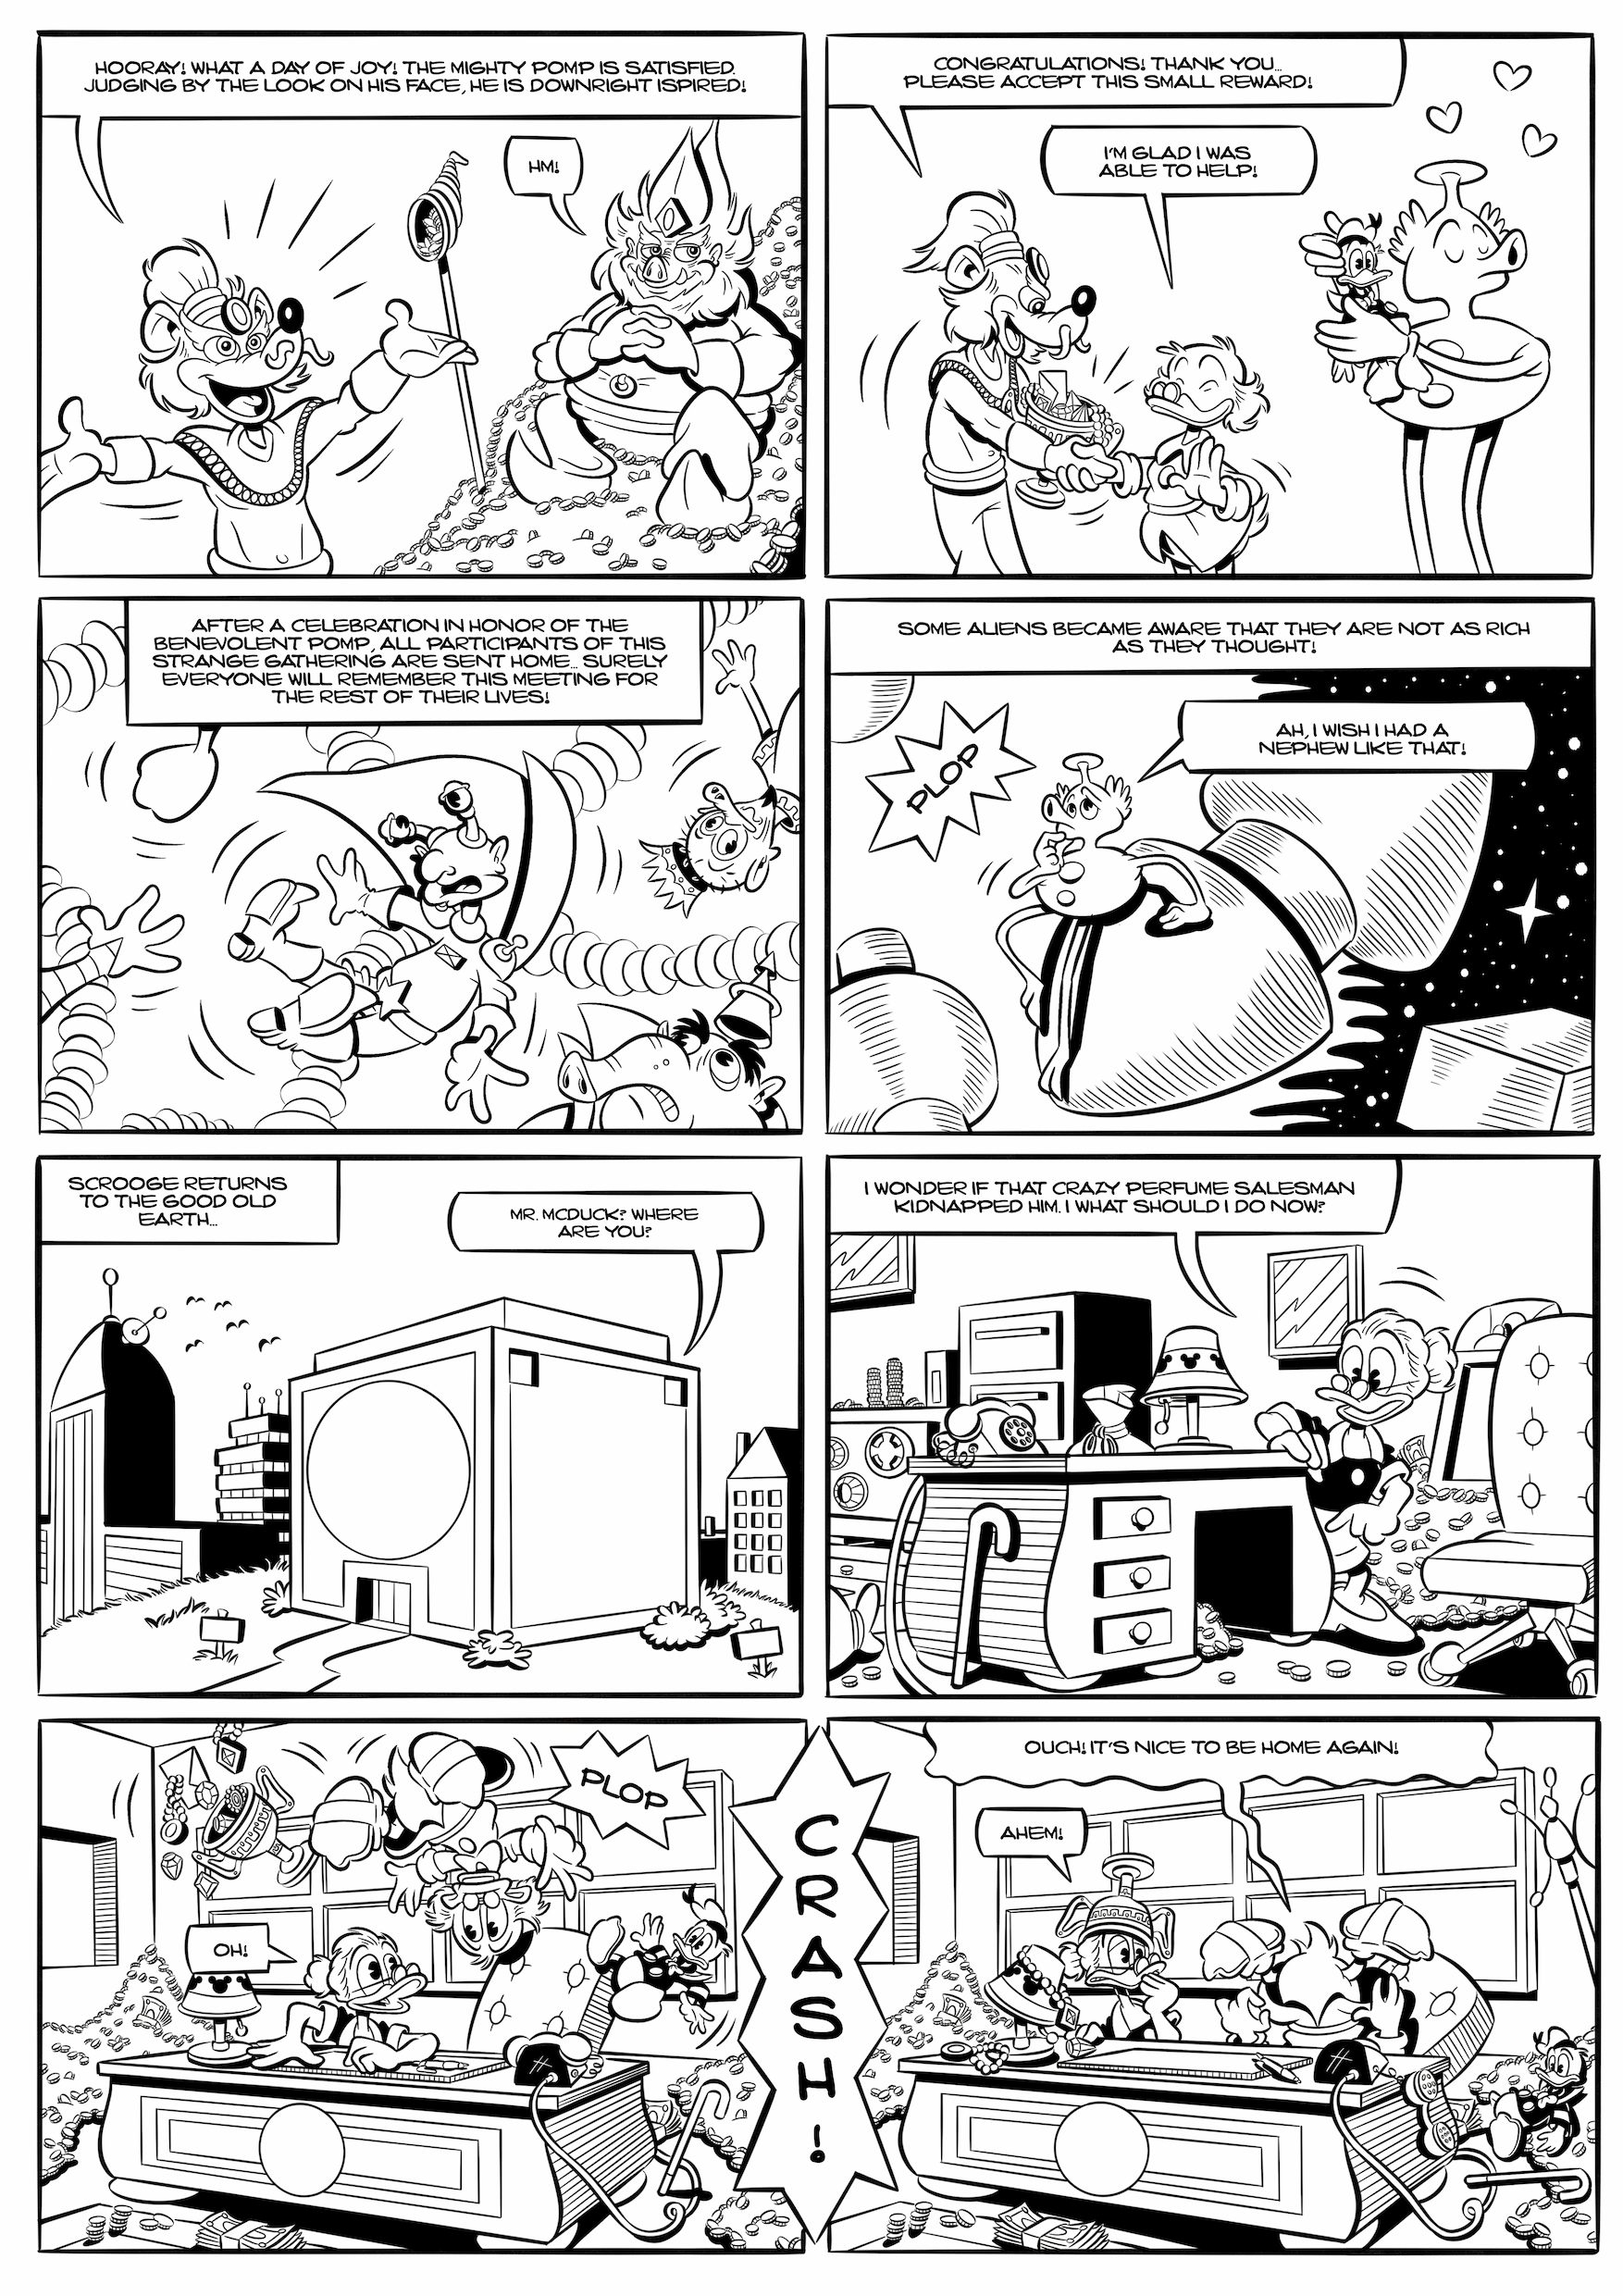 HOORAY! WHAT A DAY OF JOY! THE MIGHTY POMP IS SATISFIED.
JUDGING BY THE LOOK ON HIS FACE, HE IS DOWNRIGHT ISPIRED!
HM!
CONGRATULATIONS! THANK YOU...
PLEASE ACCEPT THIS SMALL REWARD!
I'M GLAD I WAS
ABLE TO HELP!
AFTER A CELEBRATION IN HONOR OF THE
BENEVOLENT POMP, ALL PARTICIPANTS OF THIS
STRANGE GATHERING ARE SENT HOME... SURELY
EVERYONE WILL REMEMBER THIS MEETING FOR
THE REST OF THEIR LIVES!
SOME ALIENS BECAME AWARE THAT THEY ARE NOT AS RICH
AS THEY THOUGHT!
PLOP
AH, I WISH I HAD A
NEPHEW LIKE THAT!
SCROOGE RETURNS
TO THE GOOD OLD
EARTH...
MR. MCDUCK? WHERE
ARE YOU?
I WONDER IF THAT CRAZY PERFUME SALESMAN
KIDNAPPED HIM. I WHAT SHOULD I DO NOW?
PLOP
OH!
CRASH!
OUCH! IT'S NICE TO BE HOME AGAIN!
AHEM!